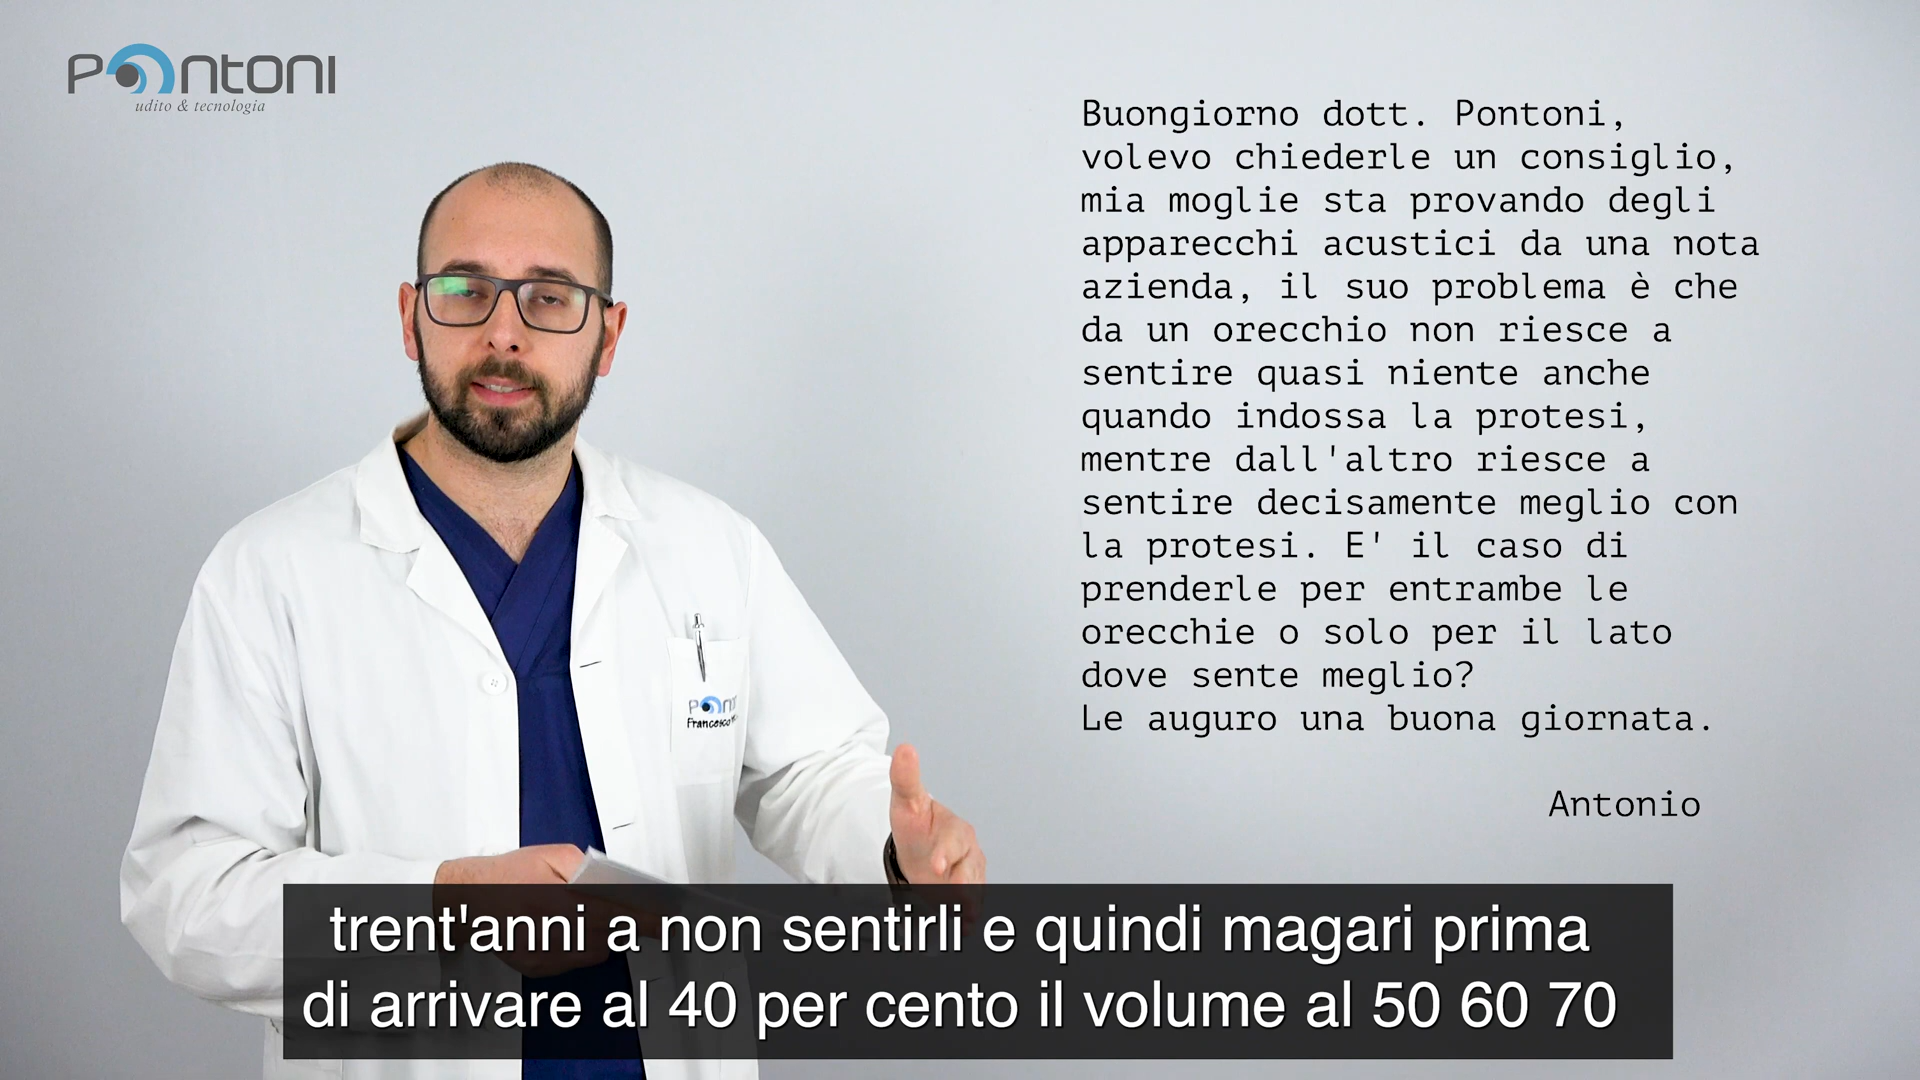 Pontoni
udito & tecnologia
Buongiorno dott. Pontoni,
volevo chiederle un consiglio,
mia moglie sta provando degli
apparecchi acustici da una nota
azienda, il suo problema è che
da un orecchio non riesce a
sentire quasi niente anche
quando indossa la protesi,
mentre dall'altro riesce a
sentire decisamente meglio con
la protesi. E' il caso di
prenderle per entrambe le
orecchie o solo per il lato
dove sente meglio?
Le auguro una buona giornata.
Antonio
Francesco
trent'anni a non sentirli e quindi magari prima
di arrivare al 40 per cento il volume al 50 60 70